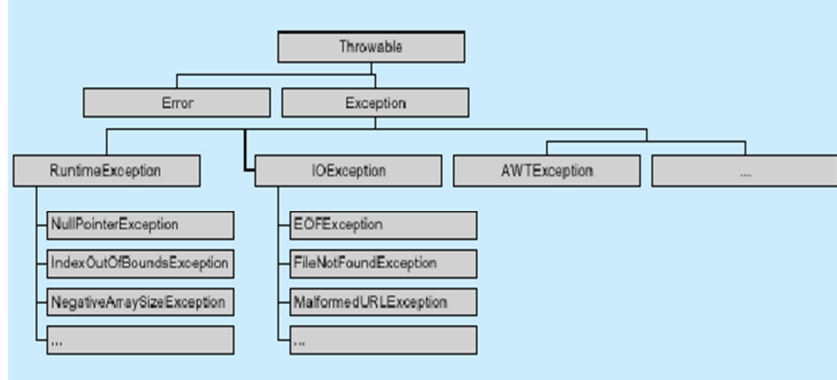 Throwable
Error
Exception
RuntimeException
IOException
AWTException
...
NullPointerException
IndexOutOfBoundsException
NegativeArraySizeException
...
EOFException
FileNotFoundException
MalformedURLException
...